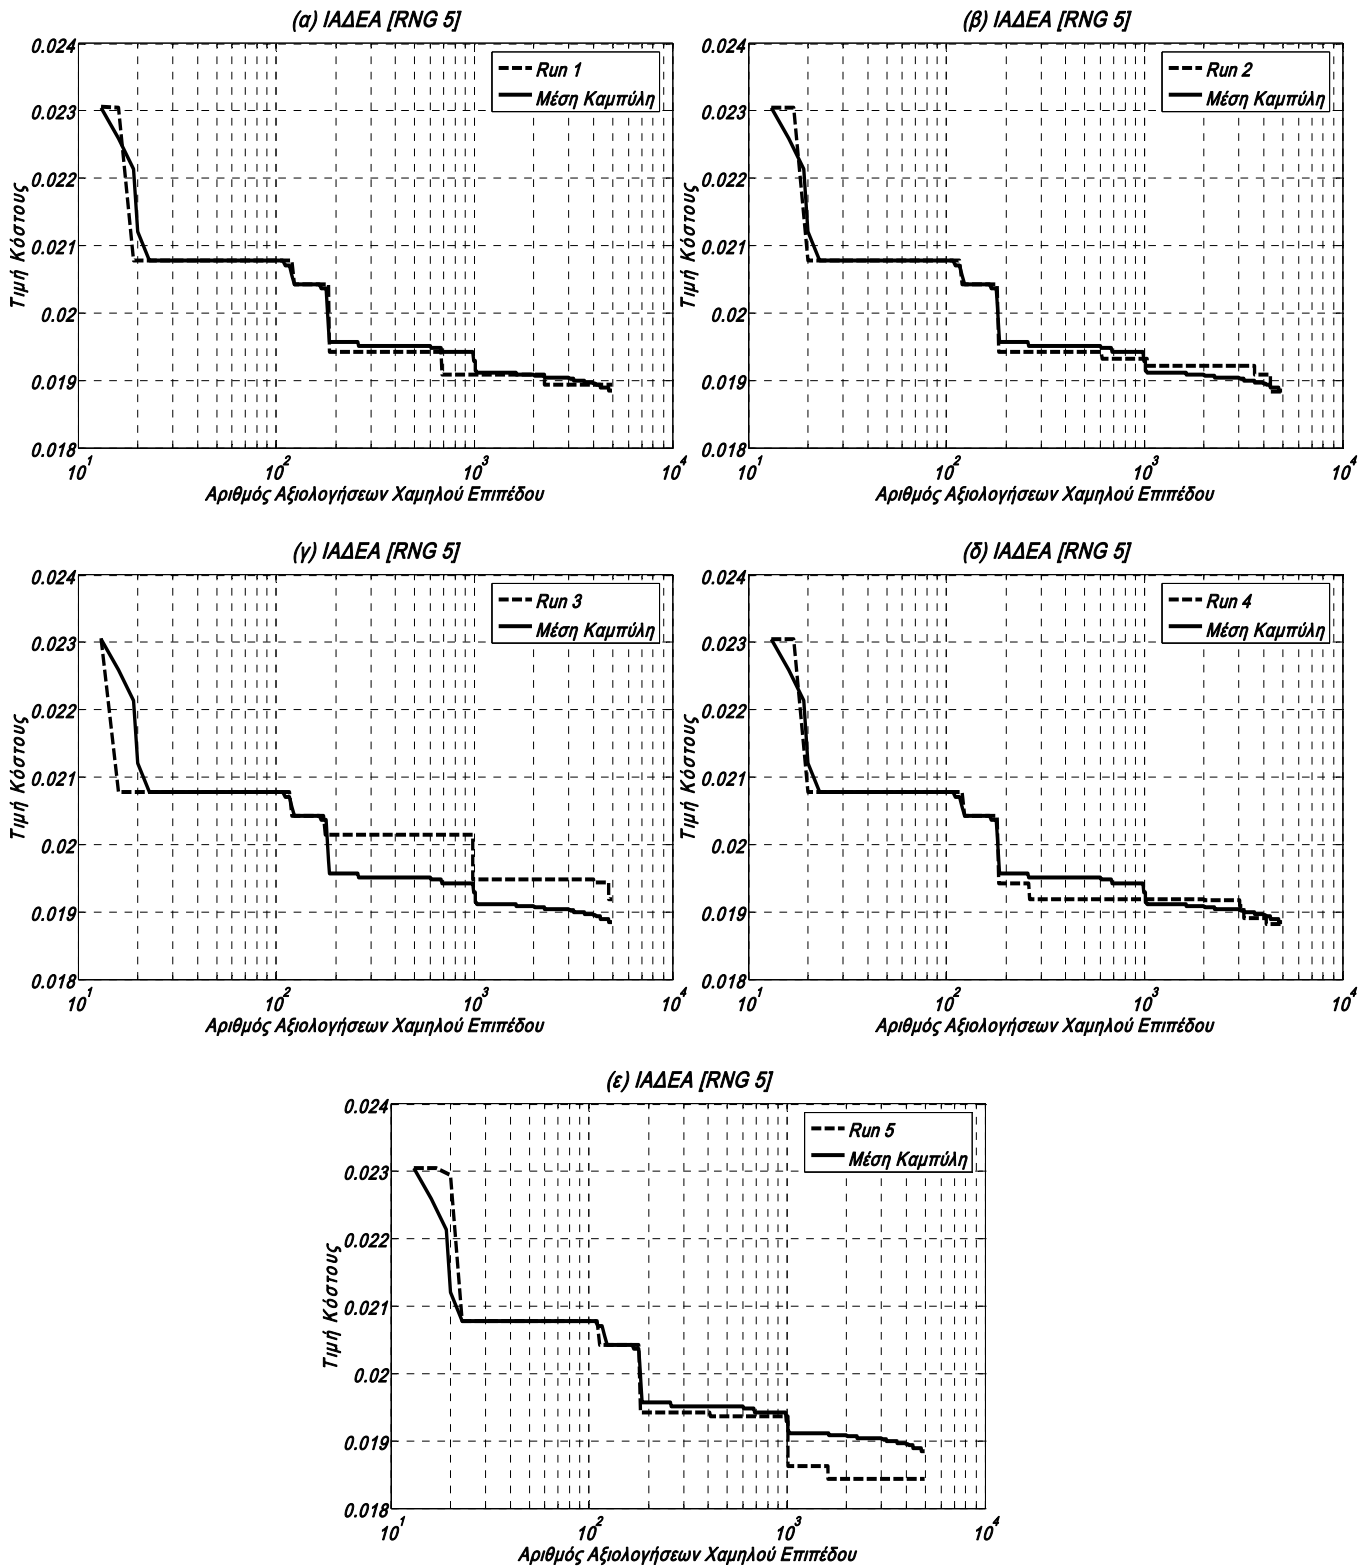 (α) ΙΑΔΕΑ [RNG 5]
0.024
0.023
0.022
0.021
0.02
0.019
0.018
Τιμή Κόστους
Run 1
Μέση Καμπύλη
10^1
10^2
10^3
10^4
Αριθμός Αξιολογήσεων Χαμηλού Επιπέδου
(β) ΙΑΔΕΑ [RNG 5]
0.024
0.023
0.022
0.021
0.02
0.019
0.018
Τιμή Κόστους
Run 2
Μέση Καμπύλη
10^1
10^2
10^3
10^4
Αριθμός Αξιολογήσεων Χαμηλού Επιπέδου
(γ) ΙΑΔΕΑ [RNG 5]
0.024
0.023
0.022
0.021
0.02
0.019
0.018
Τιμή Κόστους
Run 3
Μέση Καμπύλη
10^1
10^2
10^3
10^4
Αριθμός Αξιολογήσεων Χαμηλού Επιπέδου
(δ) ΙΑΔΕΑ [RNG 5]
0.024
0.023
0.022
0.021
0.02
0.019
0.018
Τιμή Κόστους
Run 4
Μέση Καμπύλη
10^1
10^2
10^3
10^4
Αριθμός Αξιολογήσεων Χαμηλού Επιπέδου
(ε) ΙΑΔΕΑ [RNG 5]
0.024
0.023
0.022
0.021
0.02
0.019
0.018
Τιμή Κόστους
Run 5
Μέση Καμπύλη
10^1
10^2
10^3
10^4
Αριθμός Αξιολογήσεων Χαμηλού Επιπέδου